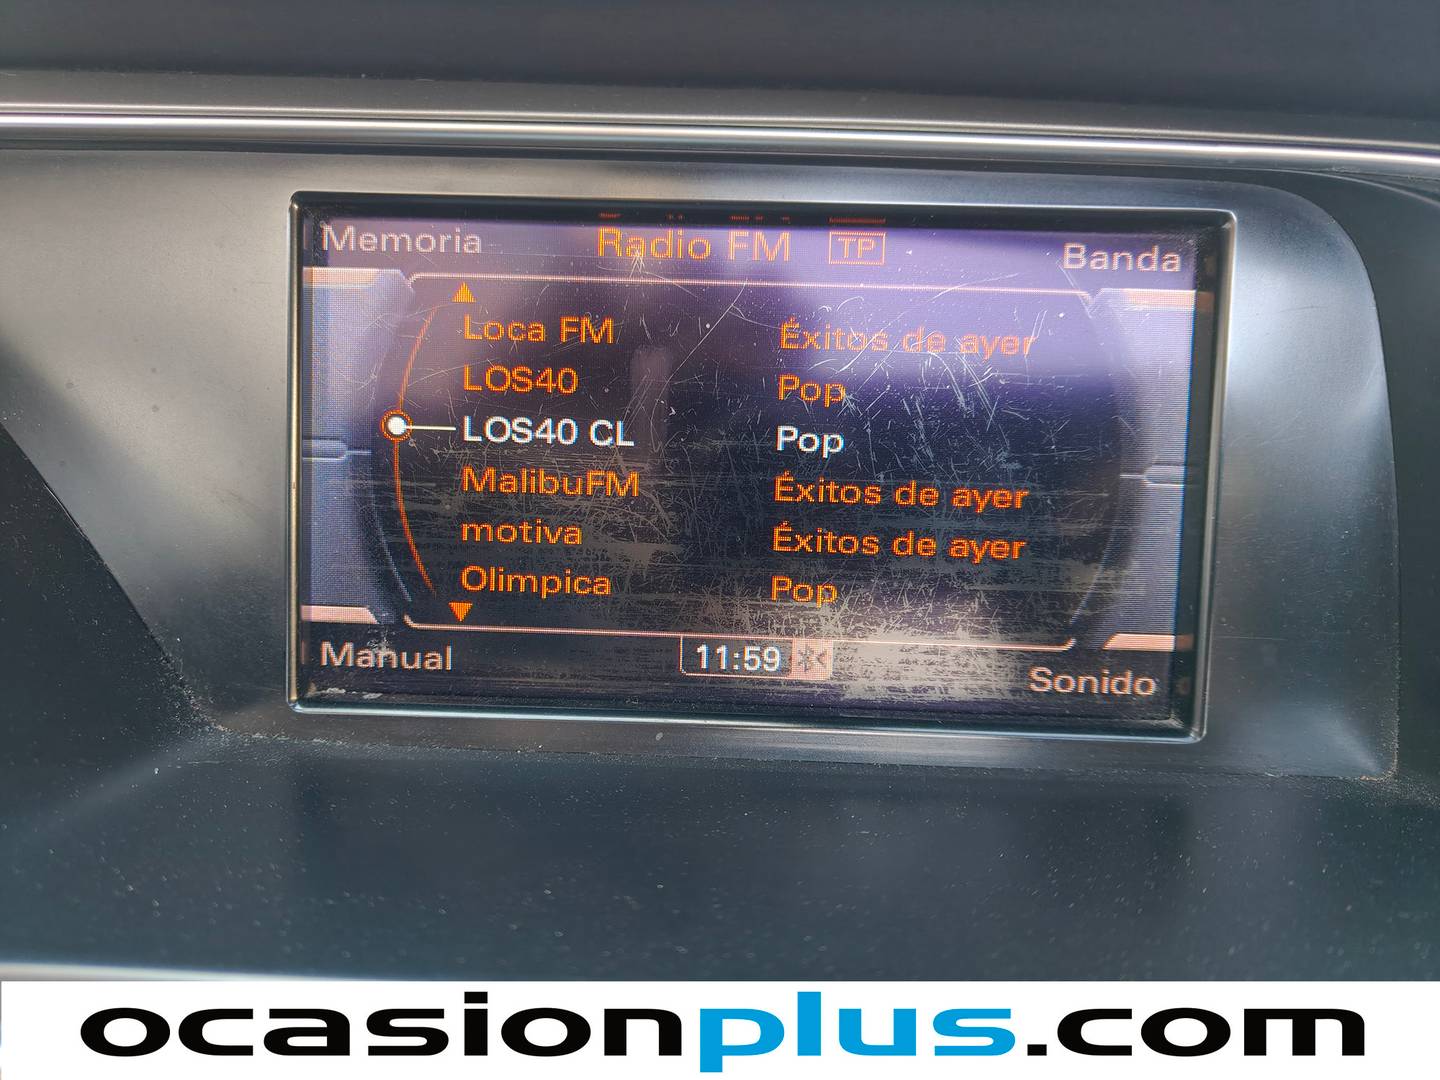 Memoria Radio FM TP Banda
Loca FM Éxitos de ayer
LOS40 Pop
LOS40 CL Pop
MalibuFM Éxitos de ayer
motiva Éxitos de ayer
Olimpica Pop
Manual 11:59 Sonido
ocasionplus.com